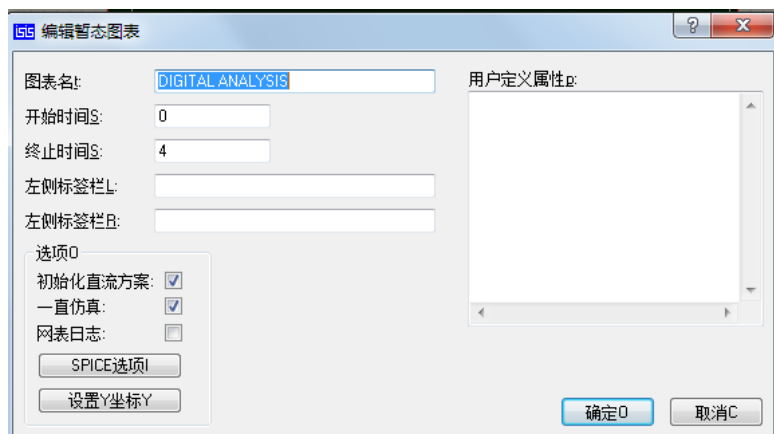 ISIS 编辑暂态图表
图表名t:
DIGITAL ANALYSIS
开始时间S:
0
终止时间S:
4
左侧标签栏L:
左侧标签栏R:
选项O
初始化直流方案:
一直仿真:
网表日志:
SPICE选项I
设置Y坐标Y
用户定义属性p:
确定O
取消C